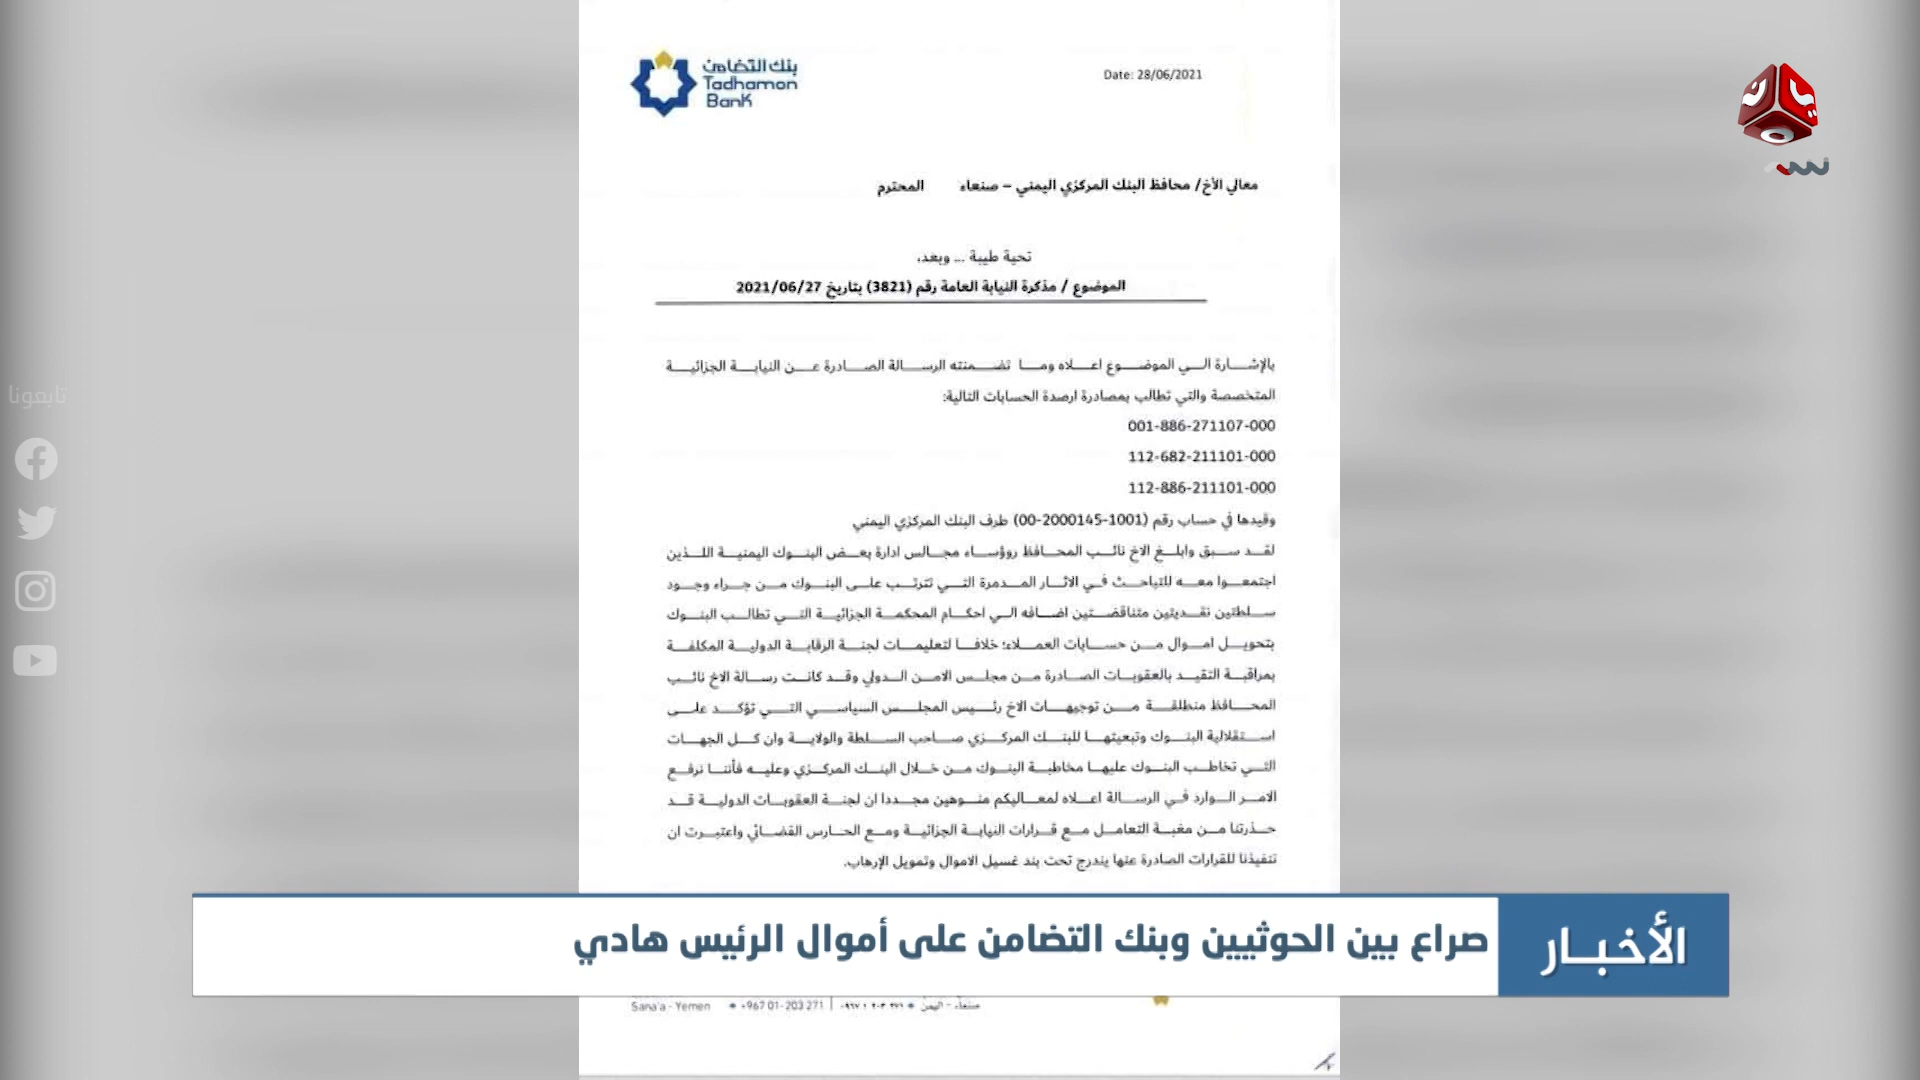 بنك التضامن
Tadhamon
Bank
Date: 28/06/2021
معالي الأخ/ محافظ البنك المركزي اليمني – صنعاء المحترم
تحية طيبة ... وبعد،
الموضوع / مذكرة النيابة العامة رقم (3821) بتاريخ 2021/06/27
بالإشارة الي الموضوع اعلاه وما تضمنته الرسالة الصادرة عن النيابة الجزائية
المتخصصة والتي تطالب بمصادرة ارصدة الحسابات التالية:
001-886-271107-000
112-682-211101-000
112-886-211101-000
وقيدها في حساب رقم (1001-2000145-00) طرف البنك المركزي اليمني
لقد سبق وابلغ الاخ نائب المحافظ روؤساء مجالس ادارة بعض البنوك اليمنية اللذين
اجتمعوا معه للتباحث في الاثار المدمرة التي تترتب على البنوك من جراء وجود
سلطتين نقديتين متناقضتين اضافه الي احكام المحكمة الجزائية التي تطالب البنوك
بتحويل اموال من حسابات العملاء؛ خلافا لتعليمات لجنة الرقابة الدولية المكلفة
بمراقبة التقيد بالعقوبات الصادرة من مجلس الامن الدولي وقد كانت رسالة الاخ نائب
المحافظ منطلقة من توجيهات الاخ رئيس المجلس السياسي التي تؤكد على
استقلالية البنوك وتبعيتها للبنك المركزي صاحب السلطة والولاية وان كل الجهات
التي تخاطب البنوك عليها مخاطبة البنوك من خلال البنك المركزي وعليه فأننا نرفع
الامر الوارد في الرسالة اعلاه لمعاليكم منوهين مجددا ان لجنة العقوبات الدولية قد
حذرتنا من مغبة التعامل مع قرارات النيابة الجزائية ومع الحارس القضائي واعتبرت ان
تنفيذنا للقرارات الصادرة عنها يندرج تحت بند غسيل الاموال وتمويل الإرهاب.
تابعونا
الأخبار
صراع بين الحوثيين وبنك التضامن على أموال الرئيس هادي
Sana'a - Yemen +967 01-203 271 | ٠٩٦٧ ١ ٢٠٣ ٢٧١ صنعاء - اليمن